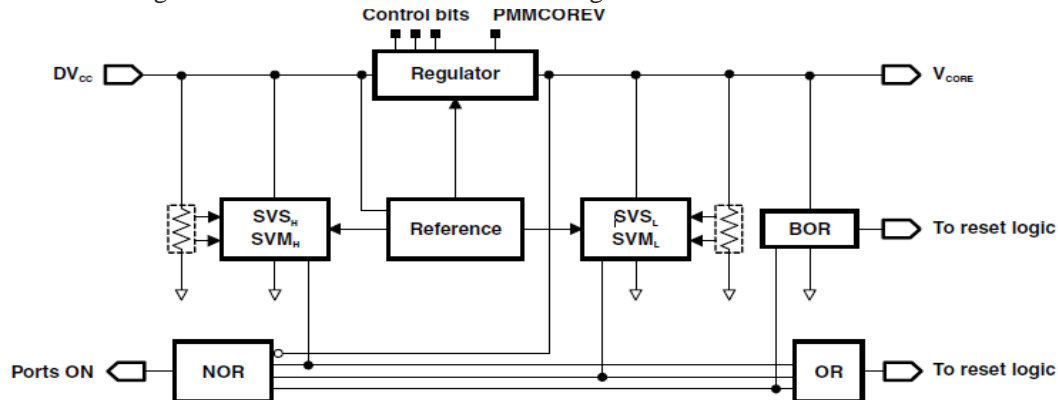 Control bits PMMCOREV
DVcc
Regulator
VCORE
SVSH
SVMH
Reference
SVSL
SVML
BOR
To reset logic
Ports ON
NOR
OR
To reset logic